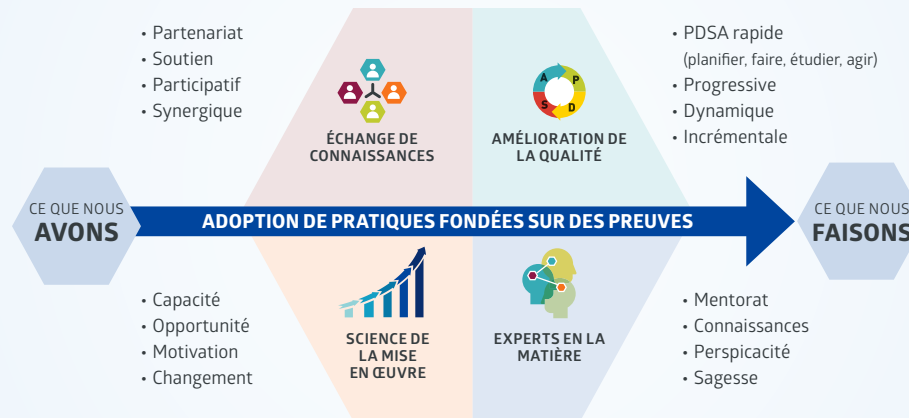 • Partenariat
• Soutien
• Participatif
• Synergique
ÉCHANGE DE
CONNAISSANCES
A P
S D
AMÉLIORATION DE
LA QUALITÉ
• PDSA rapide
(planifier, faire, étudier, agir)
• Progressive
• Dynamique
• Incrémentale
CE QUE NOUS
AVONS
ADOPTION DE PRATIQUES FONDÉES SUR DES PREUVES
CE QUE NOUS
FAISONS
• Capacité
• Opportunité
• Motivation
• Changement
SCIENCE DE
LA MISE
EN ŒUVRE
EXPERTS EN LA
MATIÈRE
• Mentorat
• Connaissances
• Perspicacité
• Sagesse